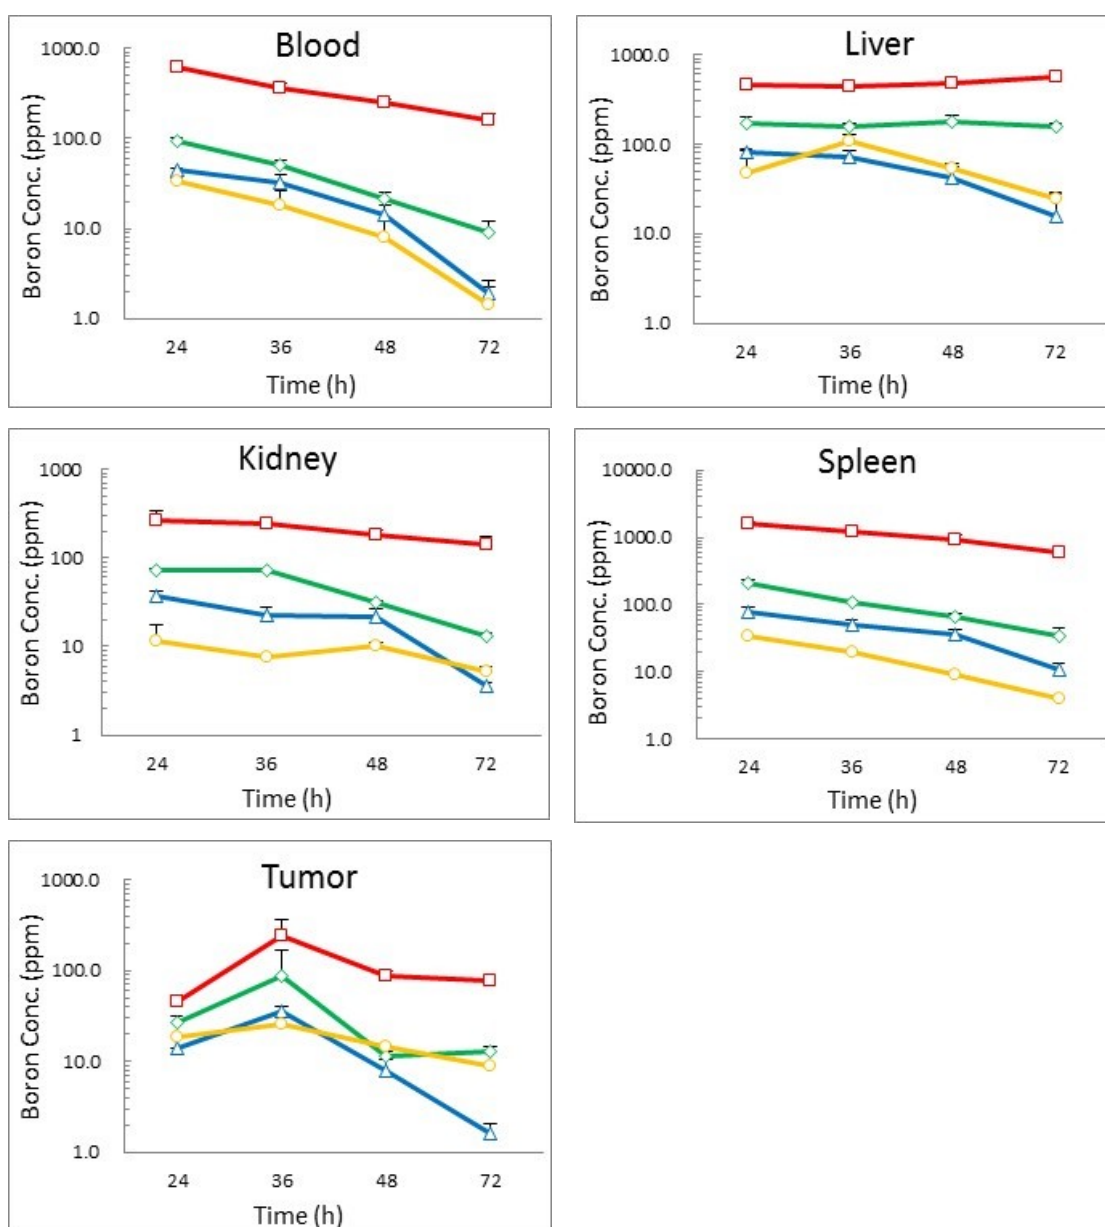 Blood
1000.0
100.0
10.0
1.0
Boron Conc. (ppm)
24 36 48 72
Time (h)
Liver
1000.0
100.0
10.0
1.0
Boron Conc. (ppm)
24 36 48 72
Time (h)
Kidney
1000
100
10
1
Boron Conc. (ppm)
24 36 48 72
Time (h)
Spleen
10000.0
1000.0
100.0
10.0
1.0
Boron Conc. (ppm)
24 36 48 72
Time (h)
Tumor
1000.0
100.0
10.0
1.0
Boron Conc. (ppm)
24 36 48 72
Time (h)